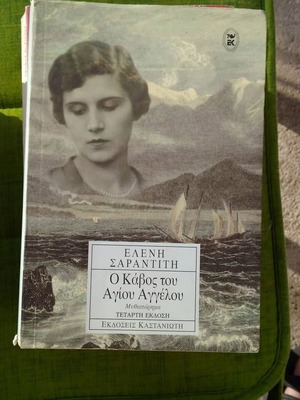 ΕΛΕΝΗ
ΣΑΡΑΝΤΙΤΗ
Ο Κάβος του
Αγίου Αγγέλου
Μυθιστόρημα
ΤΕΤΑΡΤΗ ΕΚΔΟΣΗ
ΕΚΔΟΣΕΙΣ ΚΑΣΤΑΝΙΩΤΗ